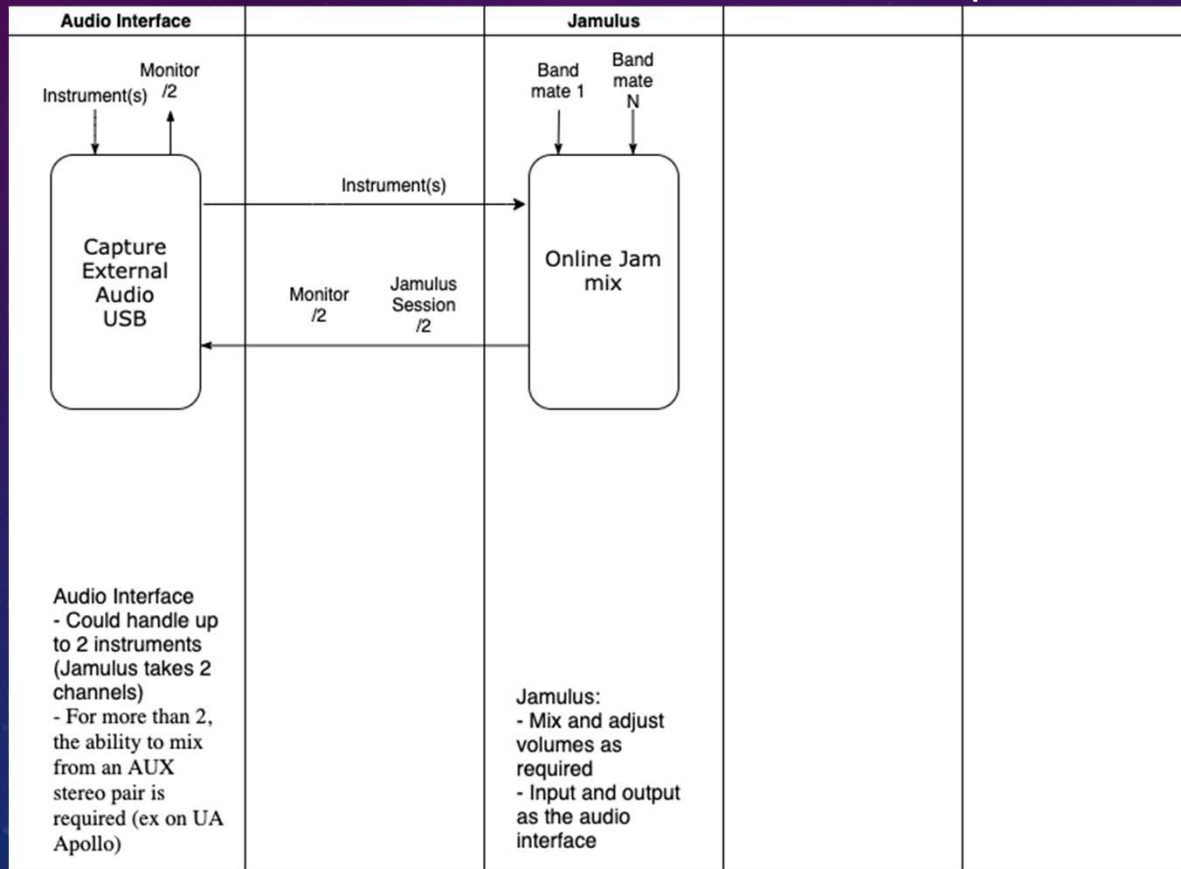 Audio Interface
Jamulus
Monitor
/2
Instrument(s)
Band
mate 1
Band
mate
N
Instrument(s)
Capture
External
Audio
USB
Online Jam
mix
Monitor
/2
Jamulus
Session
/2
Audio Interface
- Could handle up
to 2 instruments
(Jamulus takes 2
channels)
- For more than 2,
the ability to mix
from an AUX
stereo pair is
required (ex on UA
Apollo)
Jamulus:
- Mix and adjust
volumes as
required
- Input and output
as the audio
interface